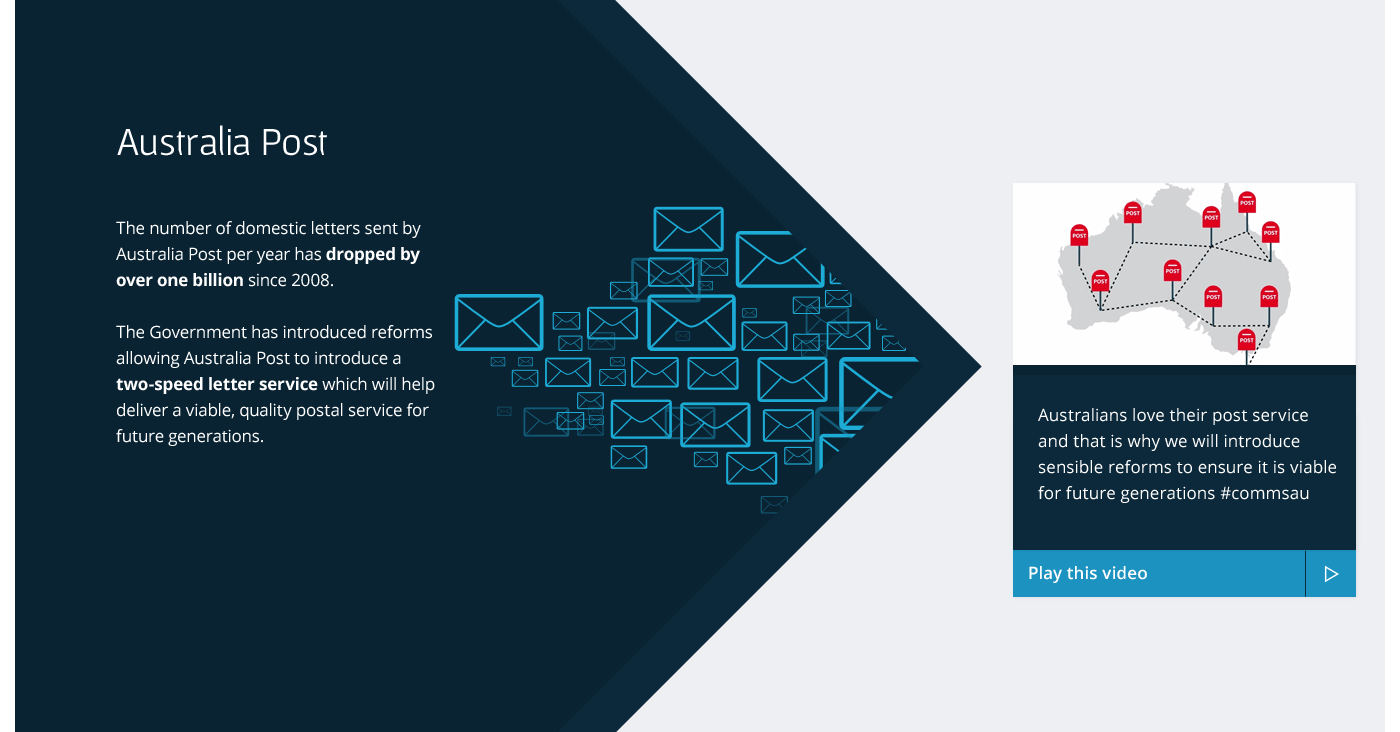 Australia Post
The number of domestic letters sent by
Australia Post per year has dropped by
over one billion since 2008.
The Government has introduced reforms
allowing Australia Post to introduce a
two-speed letter service which will help
deliver a viable, quality postal service for
future generations.
POST
POST
POST
POST
POST
POST
POST
POST
POST
POST
Australians love their post service
and that is why we will introduce
sensible reforms to ensure it is viable
for future generations #commsau
Play this video